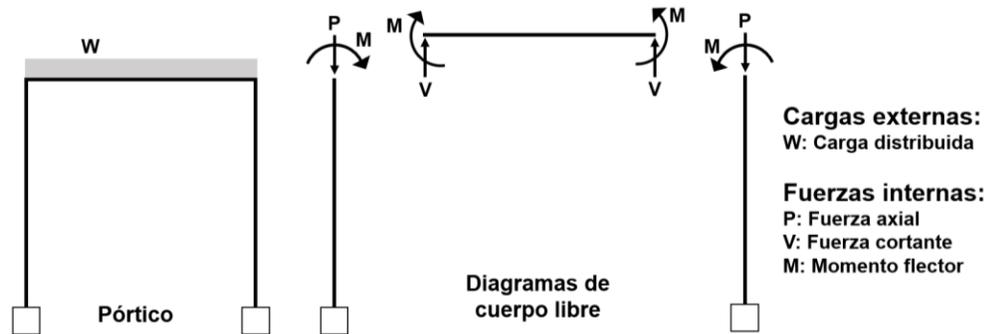 W
Pórtico
P
M
M
V
M
V
P
M
Diagramas de
cuerpo libre
Cargas externas:
W: Carga distribuida
Fuerzas internas:
P: Fuerza axial
V: Fuerza cortante
M: Momento flector